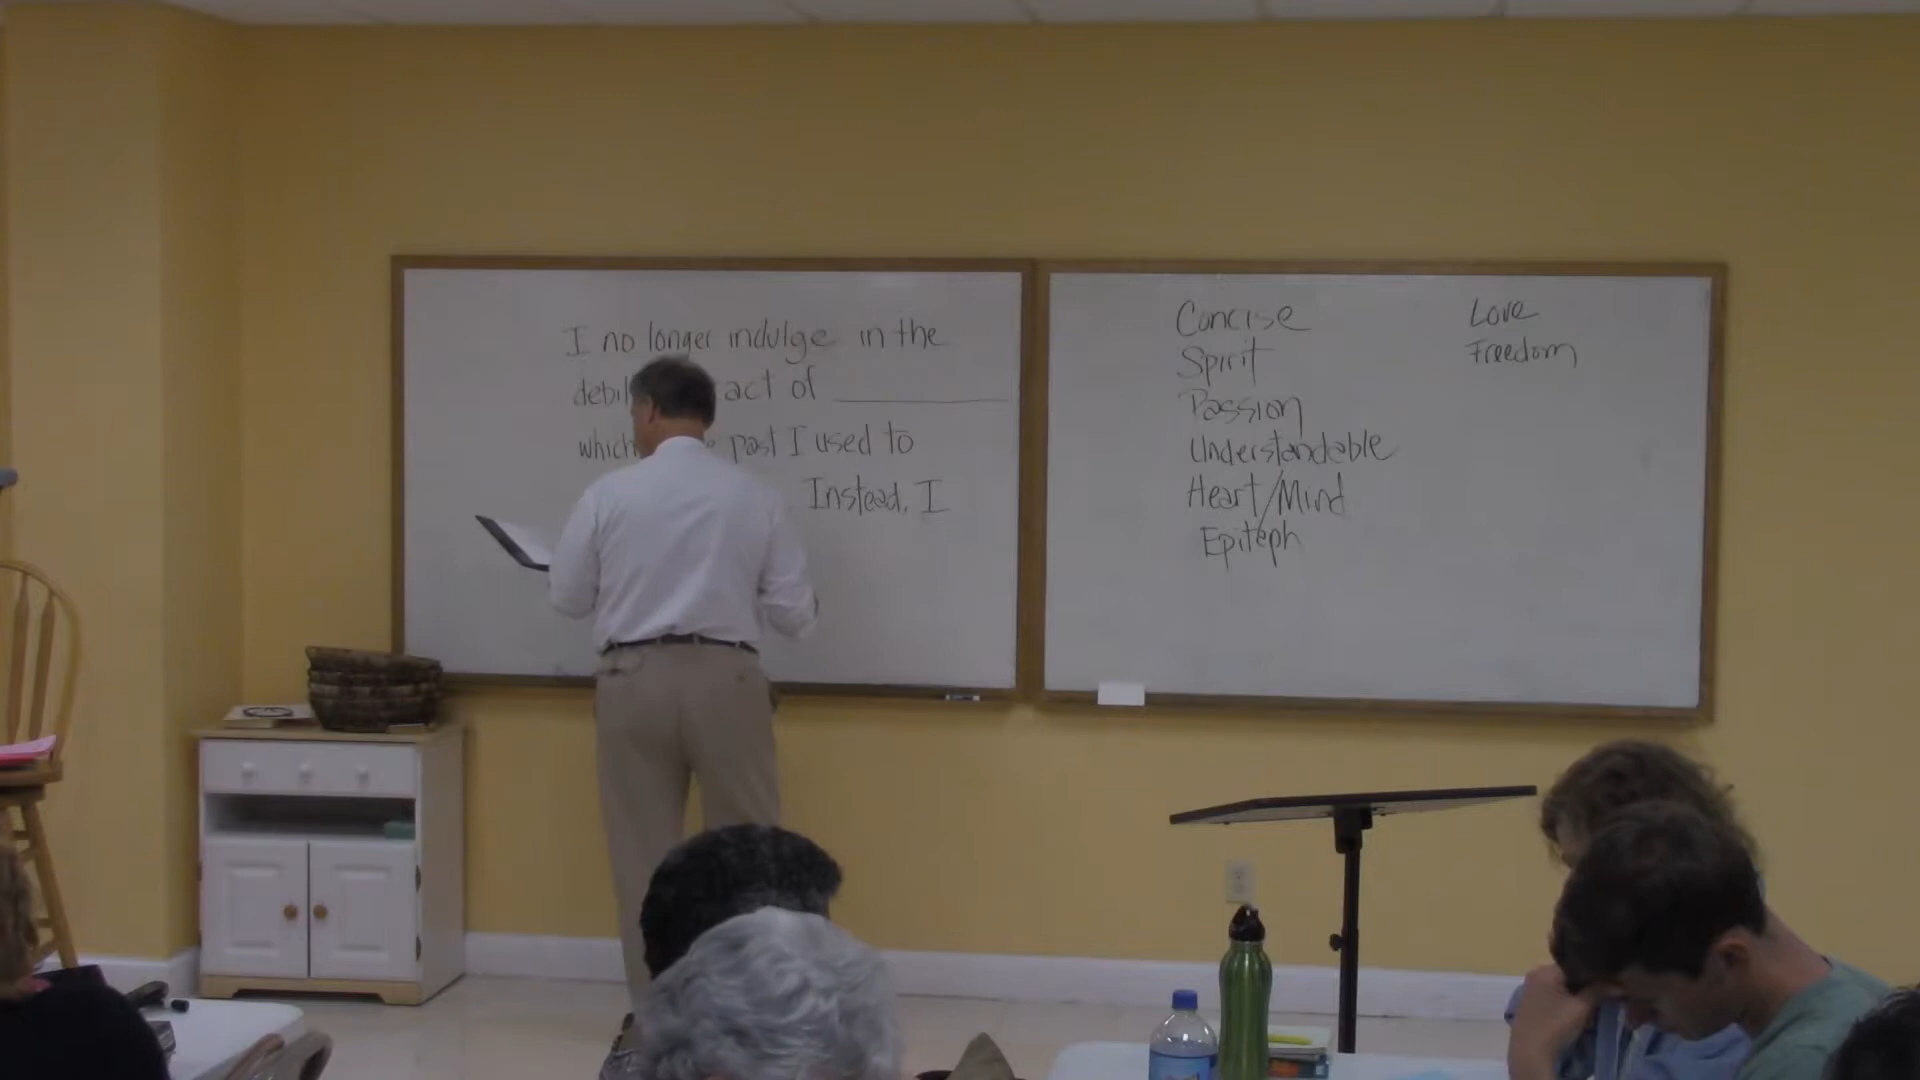 I no longer indulge in the
act of
which past I used to
Instead, I
Concise
Spirit
Passion
Understandable
Heart/Mind
Epiteph
Love
Freedom